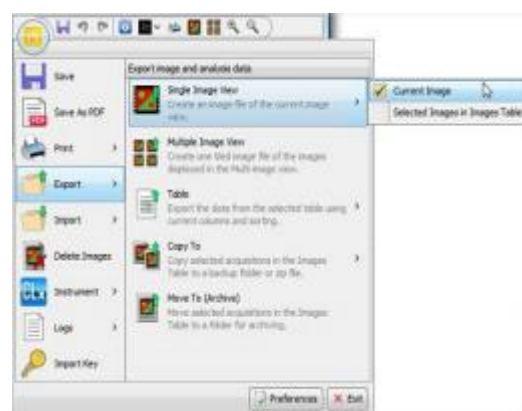 Export image and analysis data
Save
Save As PDF
Print
Export
Import
Delete Images
Instrument
Logs
Import Key
Single Image View
Create an image file of the current image
view.
Multiple Image View
Create one tiled image file of the images
displayed in the Multi-image view.
Table
Export the data from the selected table using
current columns and sorting.
Copy To
Copy selected acquisitions in the Images
Table to a backup folder or zip file.
Move To (Archive)
Move selected acquisitions in the Images
Table to a folder for archiving.
Current Image
Selected Images in Images Table
Preferences
Exit